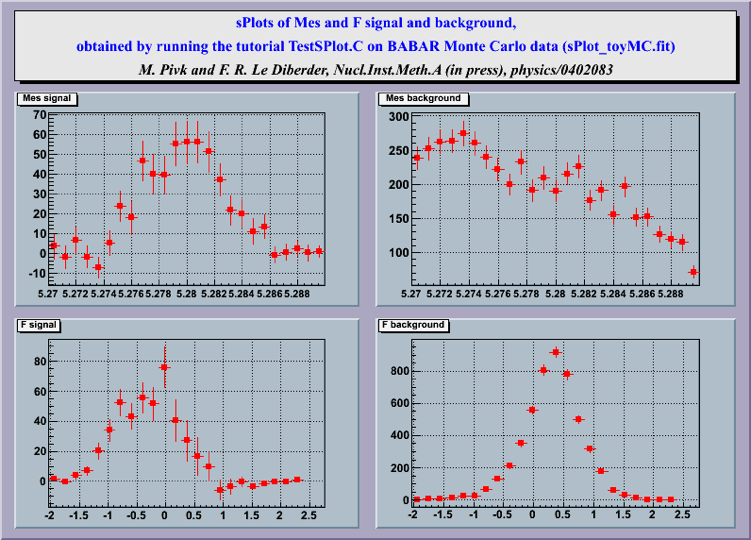 sPlots of Mes and F signal and background,
obtained by running the tutorial TestSPlot.C on BABAR Monte Carlo data (sPlot_toyMC.fit)
M. Pivk and F. R. Le Diberder, Nucl.Inst.Meth.A (in press), physics/0402083
Mes signal
70
60
50
40
30
20
10
0
-10
5.27 5.272 5.274 5.276 5.278 5.28 5.282 5.284 5.286 5.288
Mes background
300
250
200
150
100
5.27 5.272 5.274 5.276 5.278 5.28 5.282 5.284 5.286 5.288
F signal
80
60
40
20
0
-2 -1.5 -1 -0.5 0 0.5 1 1.5 2 2.5
F background
800
600
400
200
0
-2 -1.5 -1 -0.5 0 0.5 1 1.5 2 2.5